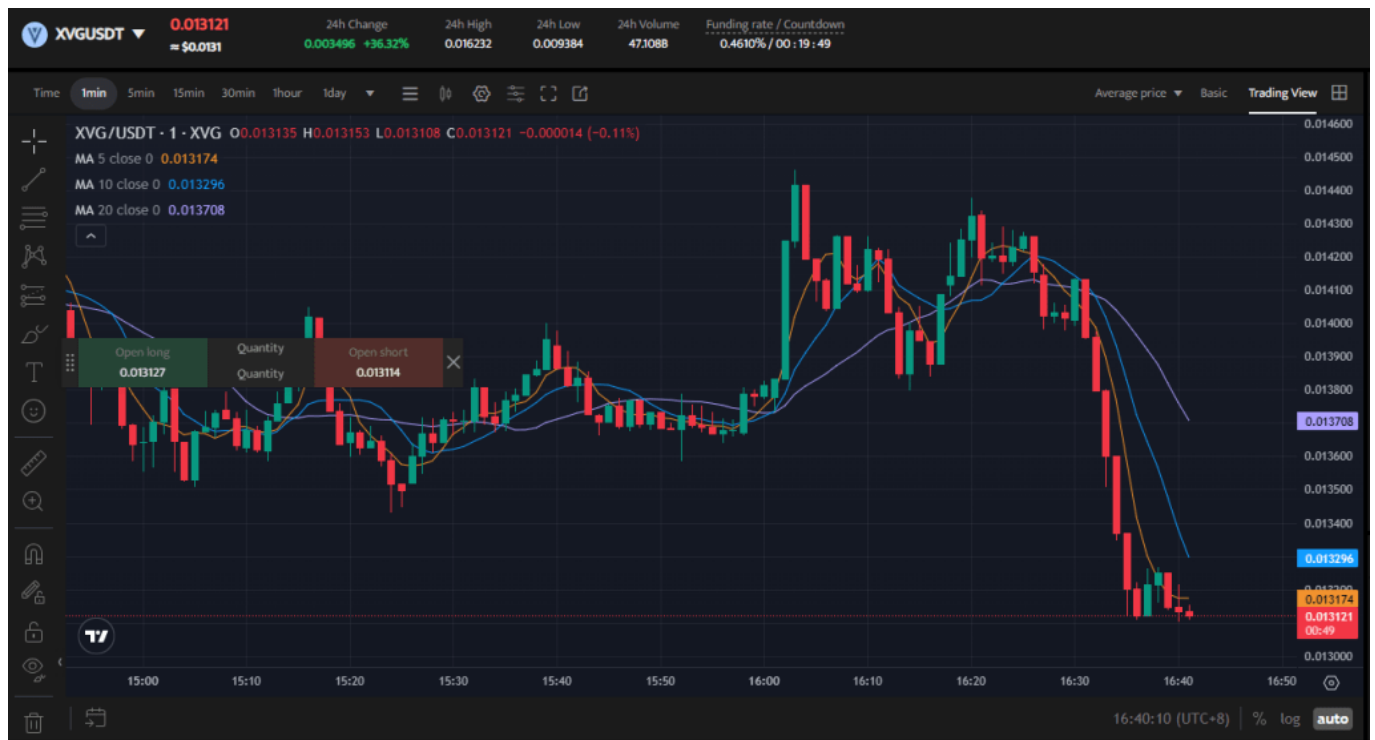 XVGUSDT 0.013121 ≈ $0.0131
24h Change 24h High 24h Low 24h Volume Funding rate / Countdown
0.003496 +36.32% 0.016232 0.009384 47.108B 0.4610% / 00 : 19 : 49
Time 1min 5min 15min 30min 1hour 1day Average price Basic Trading View
XVG/USDT · 1 · XVG O0.013135 H0.013153 L0.013108 C0.013121 −0.000014 (−0.11%)
MA 5 close 0 0.013174
MA 10 close 0 0.013296
MA 20 close 0 0.013708
Open long Quantity Open short
0.013127 Quantity 0.013114
0.014600
0.014500
0.014400
0.014300
0.014200
0.014100
0.014000
0.013900
0.013800
0.013708
0.013600
0.013500
0.013400
0.013296
0.013174
0.013121
00:49
0.013000
15:00 15:10 15:20 15:30 15:40 15:50 16:00 16:10 16:20 16:30 16:40 16:50
16:40:10 (UTC+8) % log auto